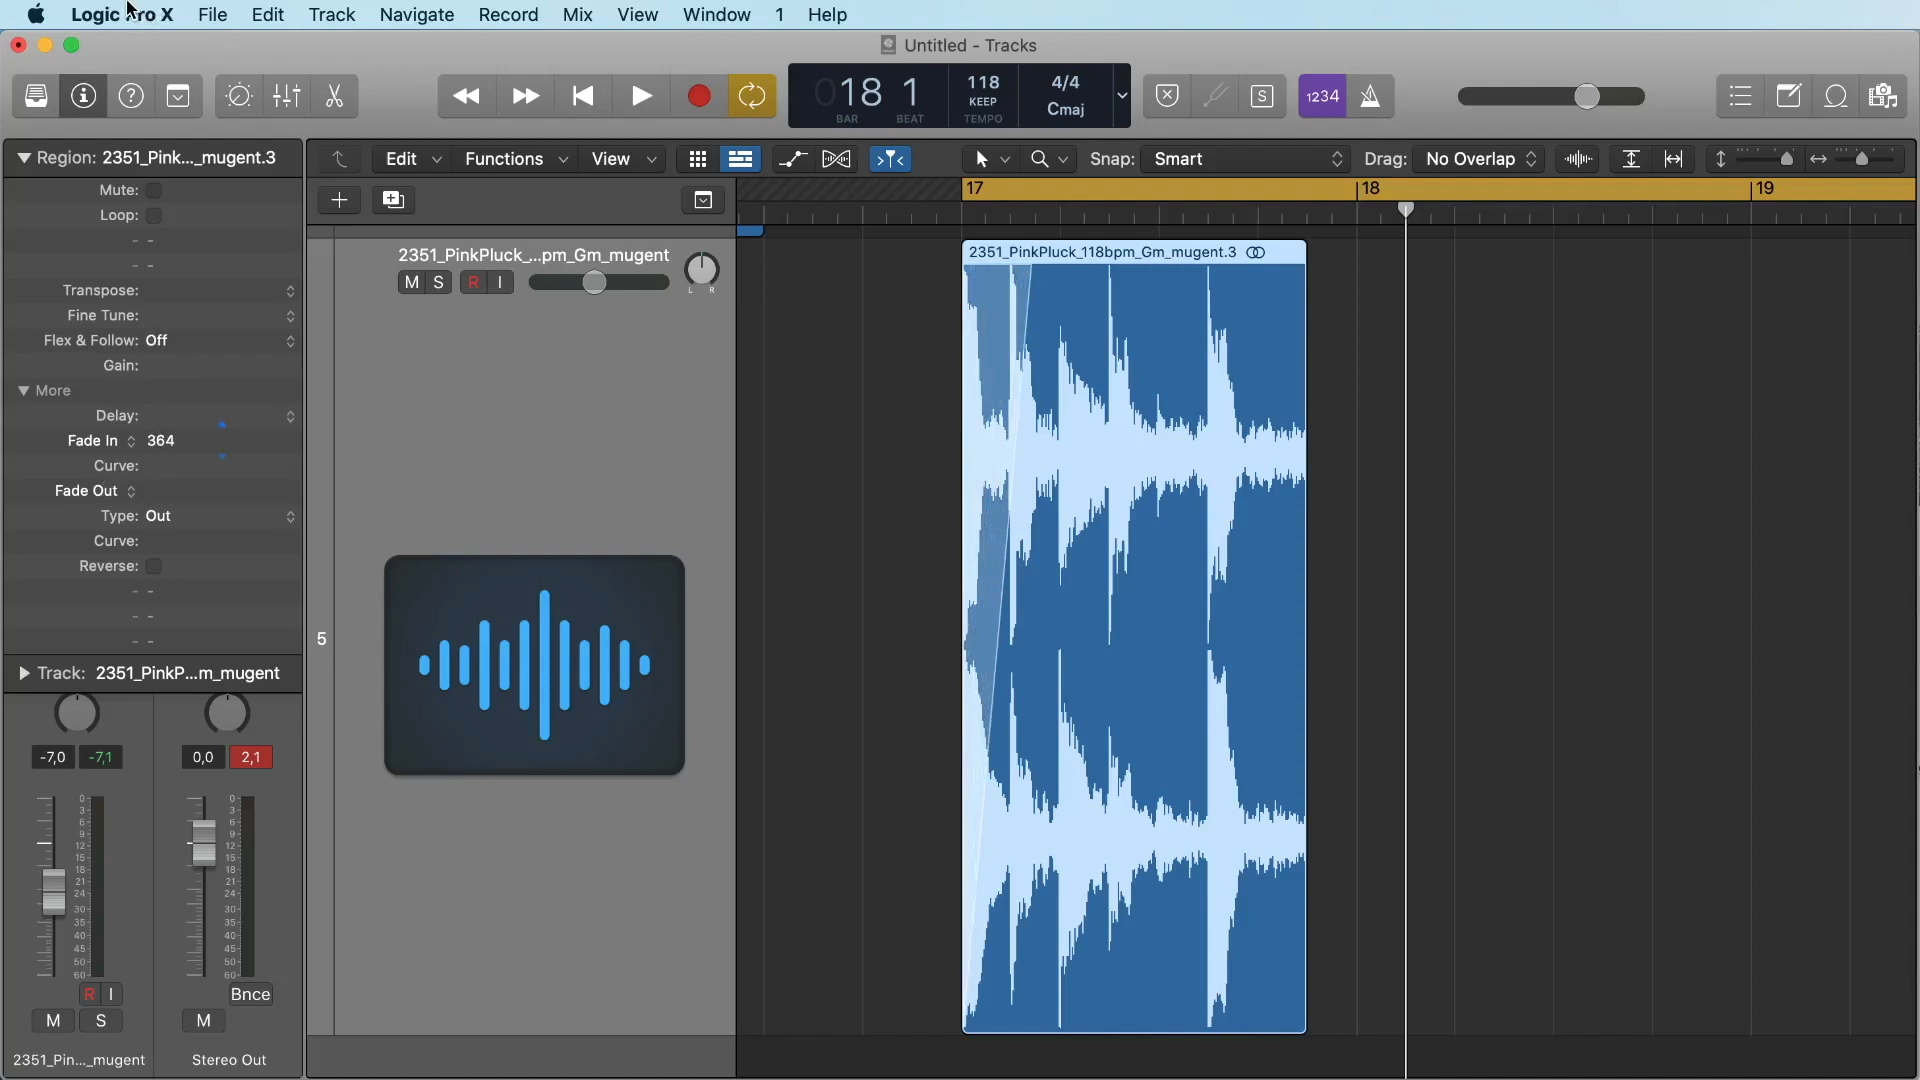 Logic Pro X File Edit Track Navigate Record Mix View Window 1 Help
Untitled - Tracks
018 1 118 4/4
KEEP Cmaj
BAR BEAT TEMPO
S 1234
Region: 2351_Pink..._mugent.3
Edit Functions View Snap: Smart Drag: No Overlap
Mute:
Loop:
- -
- -
Transpose:
Fine Tune:
Flex & Follow: Off
Gain:
More
Delay:
Fade In 364
Curve:
Fade Out
Type: Out
Curve:
Reverse:
- -
- -
- -
Track: 2351_PinkP...m_mugent
-7,0 -7,1 0,0 2,1
0 0
3 3
6 6
9 9
12 12
15 15
18 18
21 21
24 24
30 30
35 35
40 40
45 45
50 50
60 60
R I Bnce
M S M
2351_Pin..._mugent Stereo Out
17 18 19
2351_PinkPluck_...pm_Gm_mugent
M S R I L R
5
2351_PinkPluck_118bpm_Gm_mugent.3